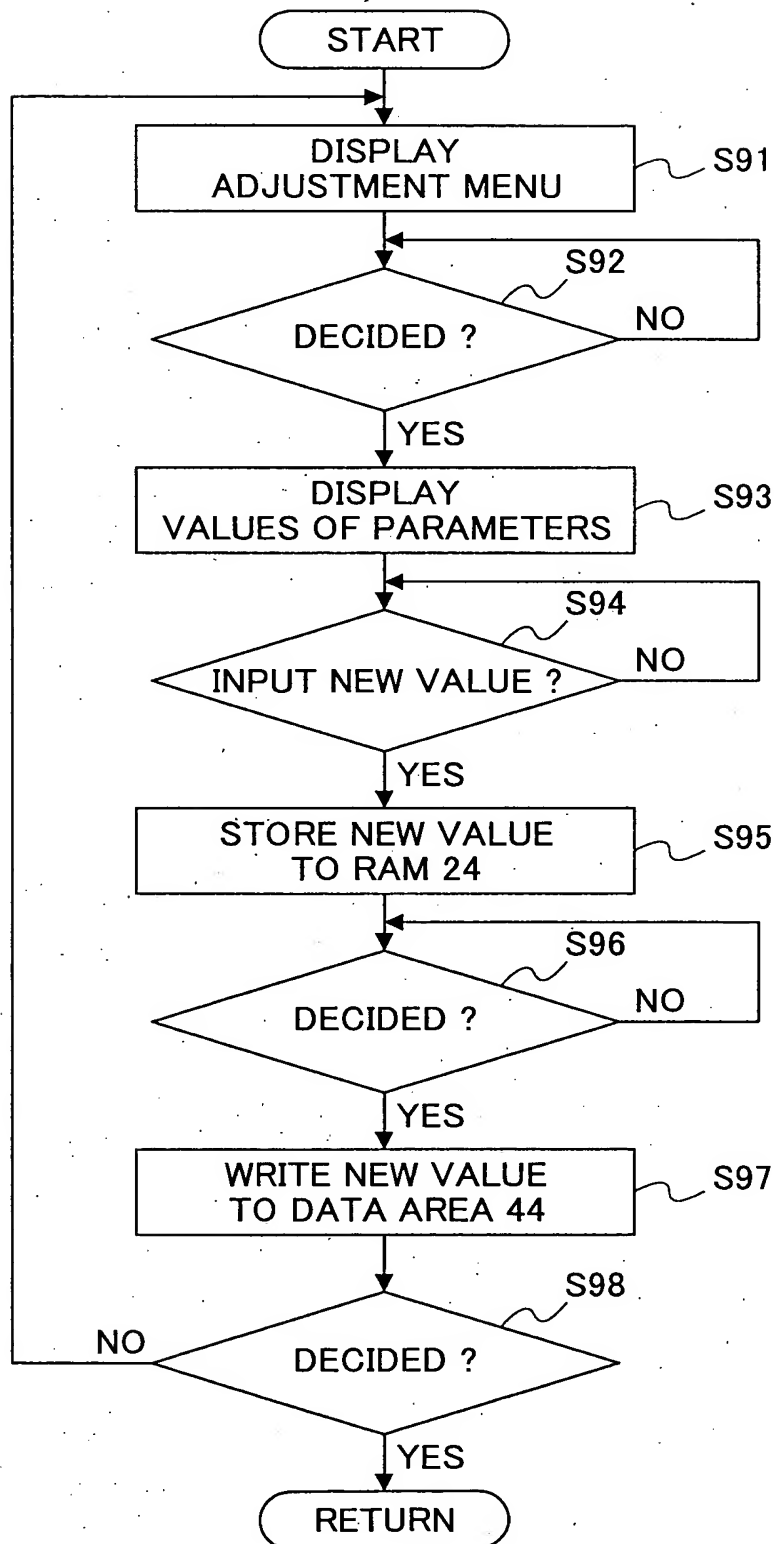 START
DISPLAY
ADJUSTMENT MENU
S91
S92
DECIDED ?
NO
YES
DISPLAY
VALUES OF PARAMETERS
S93
S94
INPUT NEW VALUE ?
NO
YES
STORE NEW VALUE
TO RAM 24
S95
S96
DECIDED ?
NO
YES
WRITE NEW VALUE
TO DATA AREA 44
S97
S98
NO
DECIDED ?
YES
RETURN